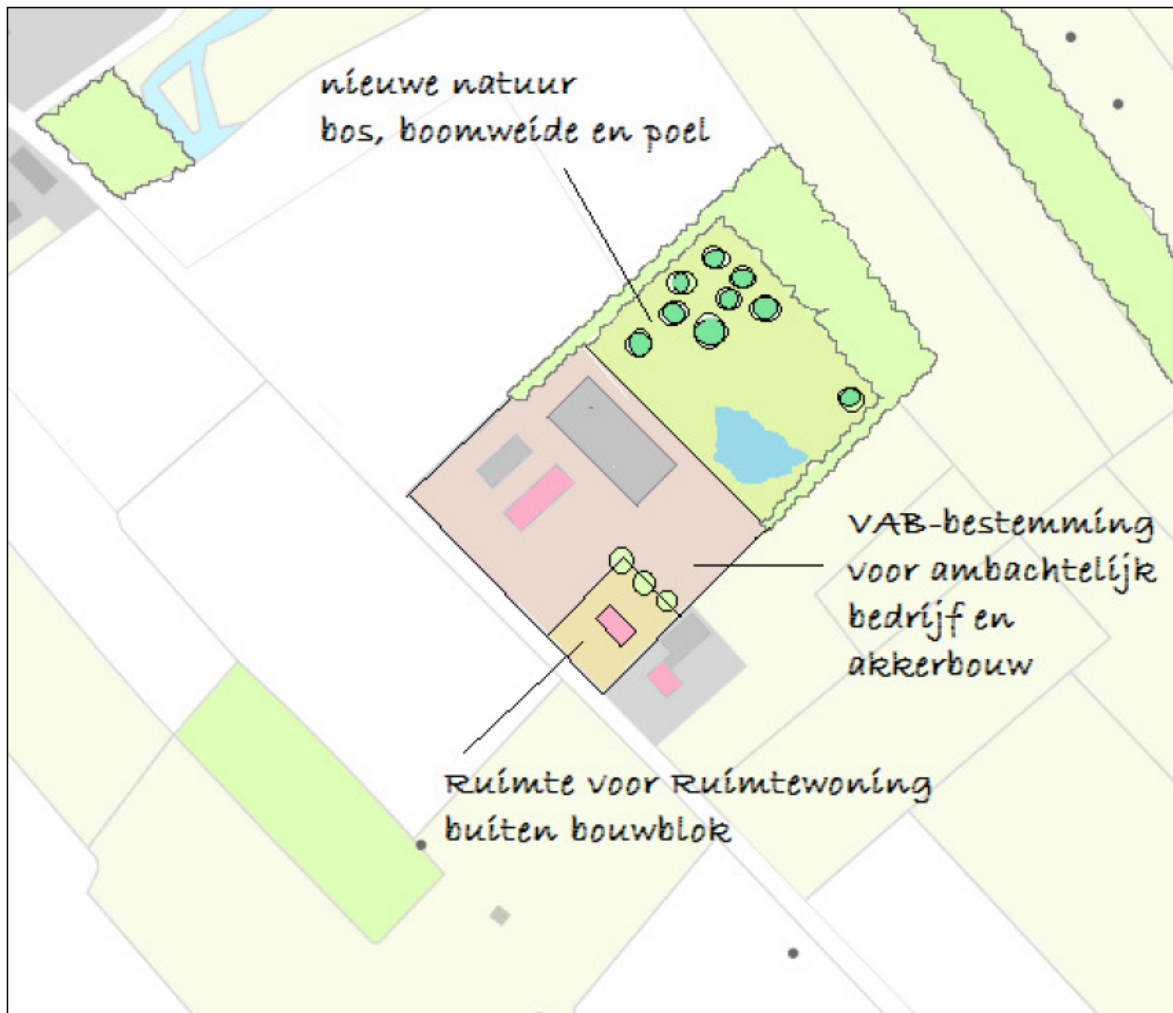 nieuwe natuur
bos, boomweide en poel
VAB-bestemming
voor ambachtelijk
bedrijf en
akkerbouw
Ruimte voor Ruimtewoning
buiten bouwblok